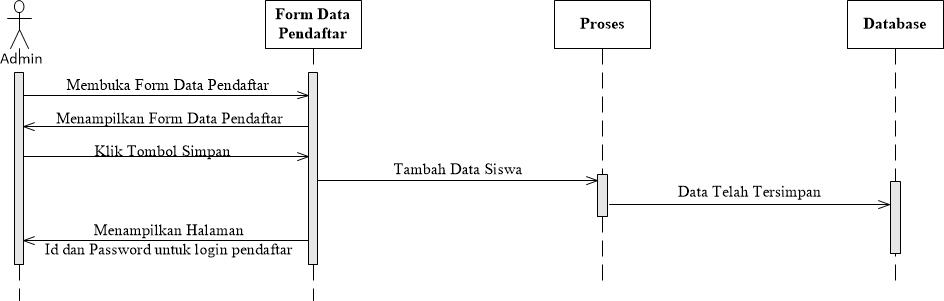 Form Data
Pendaftar
Proses
Database
Admin
Membuka Form Data Pendaftar
Menampilkan Form Data Pendaftar
Klik Tombol Simpan
Tambah Data Siswa
Data Telah Tersimpan
Menampilkan Halaman
Id dan Password untuk login pendaftar